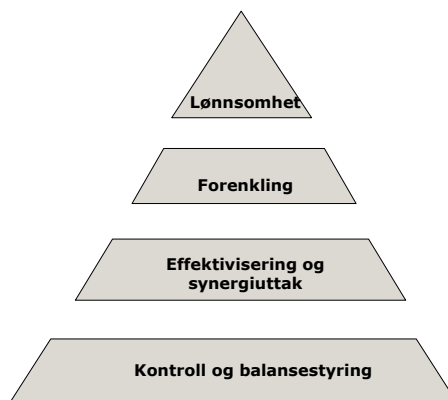 Lønnsomhet
Forenkling
Effektivisering og
synergiuttak
Kontroll og balansestyring